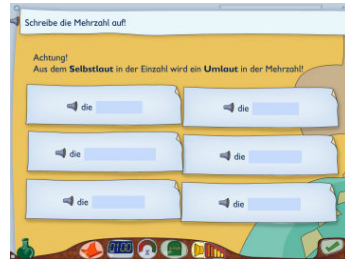 Schreibe die Mehrzahl auf!
Achtung!
Aus dem Selbstlaut in der Einzahl wird ein Umlaut in der Mehrzahl!
die
die
die
die
die
die
0100